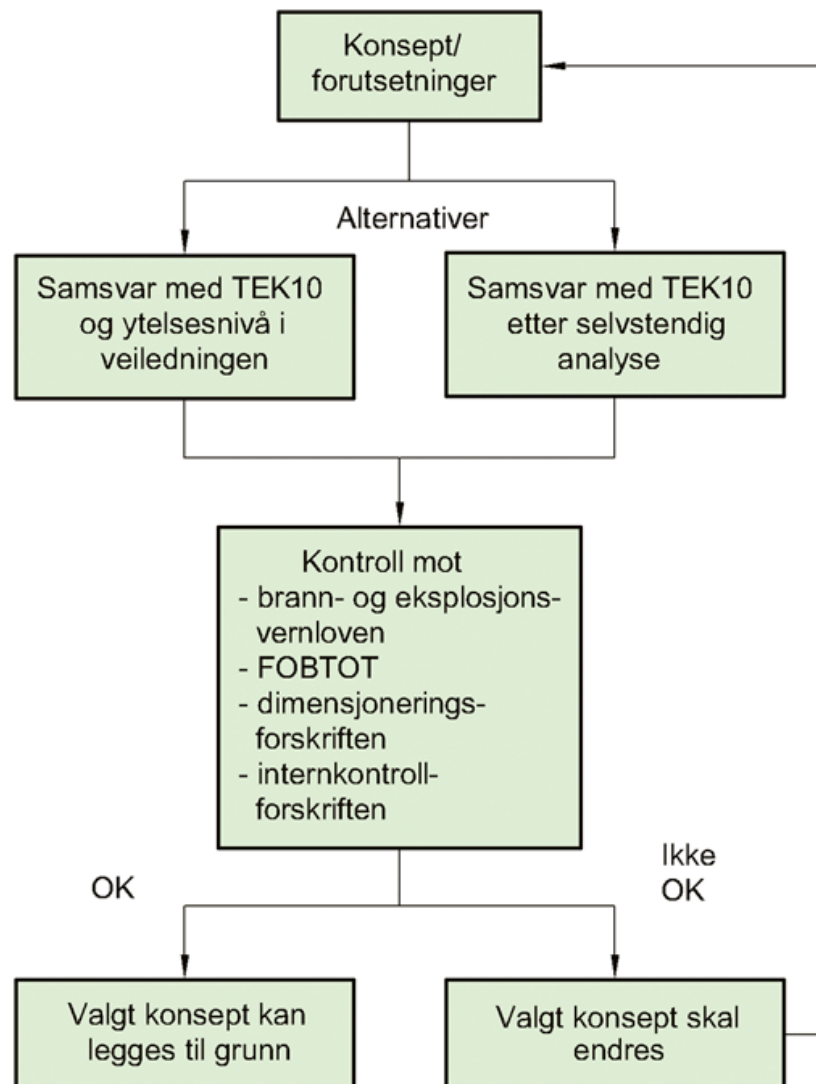 Konsept/
forutsetninger
Alternativer
Samsvar med TEK10
og ytelsesnivå i
veiledningen
Samsvar med TEK10
etter selvstendig
analyse
Kontroll mot
- brann- og eksplosjons-
vernloven
- FOBTOT
- dimensjonerings-
forskriften
- internkontroll-
forskriften
OK
Ikke
OK
Valgt konsept kan
legges til grunn
Valgt konsept skal
endres